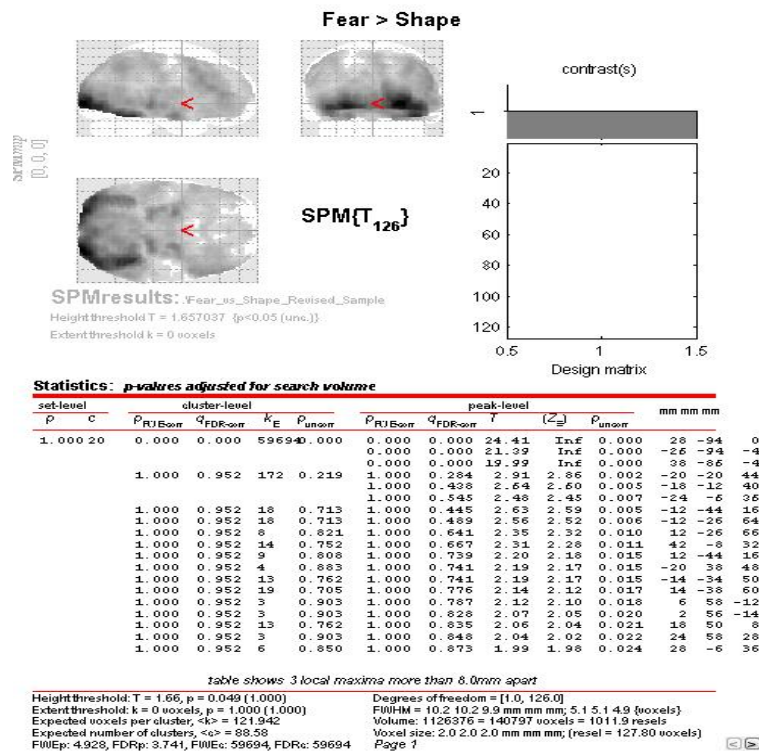 Fear > Shape
contrast(s)
1
[0, 0, 0]
<
<
<
SPM{T126}
20
40
60
80
100
120
0.5 1 1.5
Design matrix
SPMresults: .\Fear_vs_Shape_Revised_Sample
Height threshold T = 1.657037 {p<0.05 (unc.)}
Extent threshold k = 0 voxels
Statistics: p-values adjusted for search volume
set-level cluster-level peak-level mm mm mm
p c pFWE-corr qFDR-corr kE puncorr pFWE-corr qFDR-corr T (Z≡) puncorr
1.000 20 0.000 0.000 59694 0.000 0.000 0.000 24.41 Inf 0.000 28 -94 0
0.000 0.000 21.39 Inf 0.000 -26 -94 -4
0.000 0.000 19.99 Inf 0.000 38 -86 -4
1.000 0.952 172 0.219 1.000 0.284 2.91 2.86 0.002 -20 -20 44
1.000 0.438 2.64 2.60 0.005 -18 -12 40
1.000 0.545 2.48 2.45 0.007 -24 -6 36
1.000 0.952 18 0.713 1.000 0.445 2.63 2.59 0.005 -12 -44 16
1.000 0.952 18 0.713 1.000 0.489 2.56 2.52 0.006 -12 -26 64
1.000 0.952 8 0.821 1.000 0.641 2.35 2.32 0.010 12 -26 66
1.000 0.952 14 0.752 1.000 0.667 2.31 2.28 0.011 42 -8 32
1.000 0.952 9 0.808 1.000 0.739 2.20 2.18 0.015 12 -44 16
1.000 0.952 4 0.883 1.000 0.741 2.19 2.17 0.015 -20 38 48
1.000 0.952 13 0.762 1.000 0.741 2.19 2.17 0.015 -14 -34 50
1.000 0.952 19 0.705 1.000 0.776 2.14 2.12 0.017 14 -38 60
1.000 0.952 3 0.903 1.000 0.787 2.12 2.10 0.018 6 58 -12
1.000 0.952 3 0.903 1.000 0.828 2.07 2.05 0.020 2 56 -14
1.000 0.952 13 0.762 1.000 0.835 2.06 2.04 0.021 18 50 8
1.000 0.952 3 0.903 1.000 0.848 2.04 2.02 0.022 24 58 28
1.000 0.952 6 0.850 1.000 0.873 1.99 1.98 0.024 28 -6 36
table shows 3 local maxima more than 8.0mm apart
Height threshold: T = 1.66, p = 0.049 (1.000)
Extent threshold: k = 0 voxels, p = 1.000 (1.000)
Expected voxels per cluster, <k> = 121.942
Expected number of clusters, <c> = 88.58
FWEp: 4.928, FDRp: 3.741, FWEc: 59694, FDRc: 59694
Degrees of freedom = [1.0, 126.0]
FWHM = 10.2 10.2 9.9 mm mm mm; 5.1 5.1 4.9 {voxels}
Volume: 1126376 = 140797 voxels = 1011.9 resels
Voxel size: 2.0 2.0 2.0 mm mm mm; (resel = 127.80 voxels)
Page 1